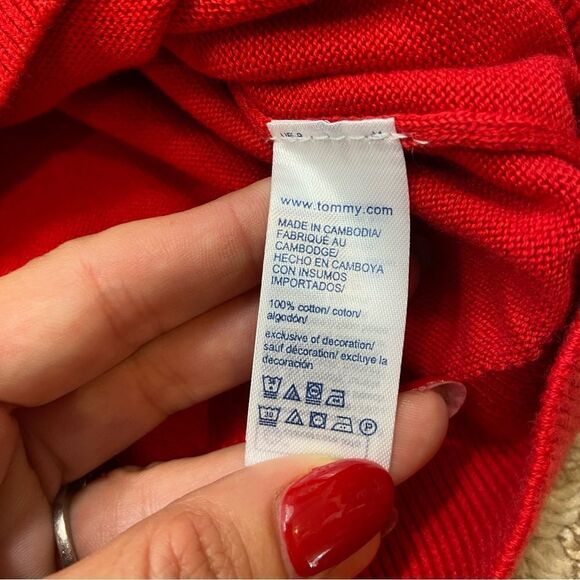 www.tommy.com
MADE IN CAMBODIA/
FABRIQUÉ AU
CAMBODGE/
HECHO EN CAMBOYA
CON INSUMOS
IMPORTADOS/
100% cotton/ coton/
algodón/
exclusive of decoration/
sauf décoration/ excluye la
decoración
30
P